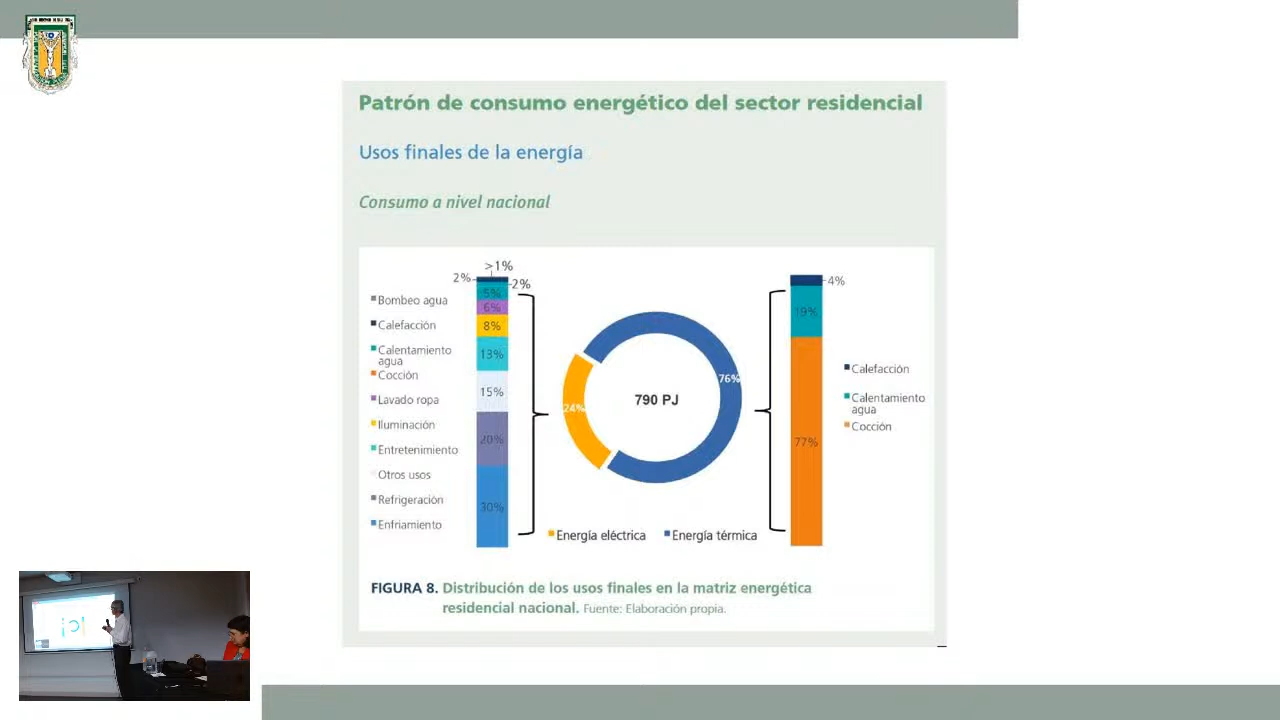 Patrón de consumo energético del sector residencial
Usos finales de la energía
Consumo a nivel nacional
>1%
2%
2%
5%
6%
8%
13%
15%
20%
30%
Bombeo agua
Calefacción
Calentamiento
agua
Cocción
Lavado ropa
Iluminación
Entretenimiento
Otros usos
Refrigeración
Enfriamiento
76%
24%
790 PJ
Energía eléctrica
Energía térmica
4%
19%
77%
Calefacción
Calentamiento
agua
Cocción
FIGURA 8. Distribución de los usos finales en la matriz energética
residencial nacional. Fuente: Elaboración propia.